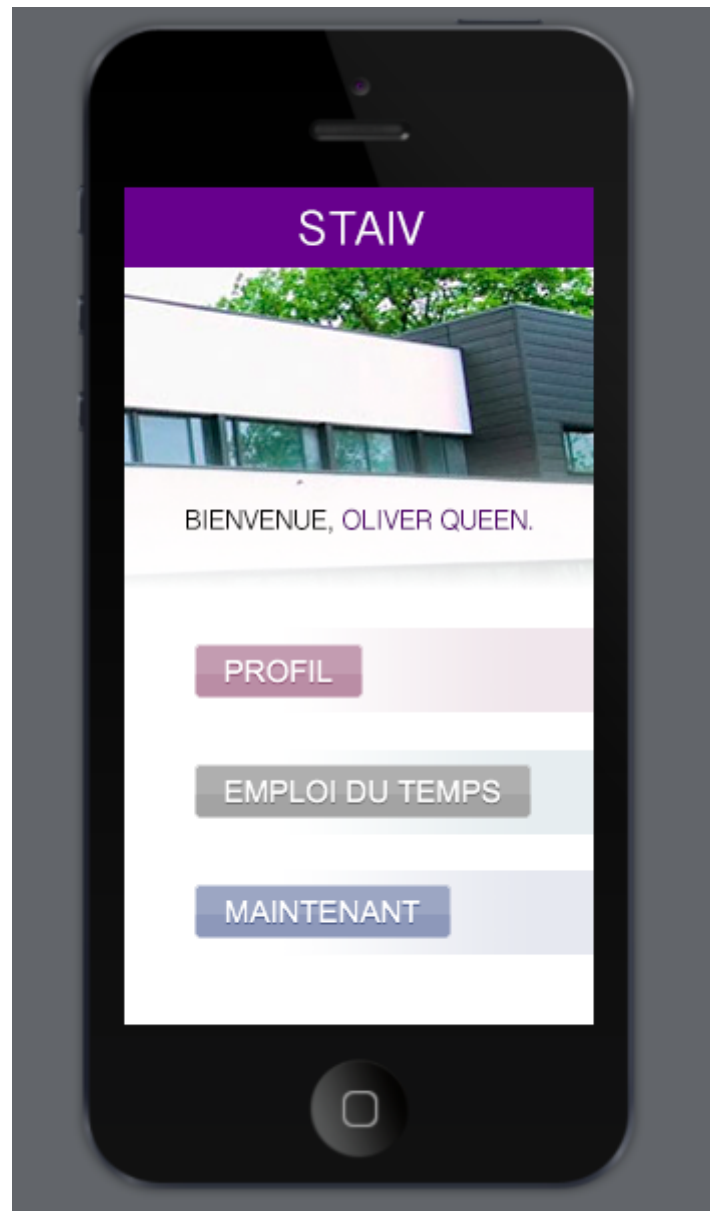 STAIV
BIENVENUE, OLIVER QUEEN.
PROFIL
EMPLOI DU TEMPS
MAINTENANT